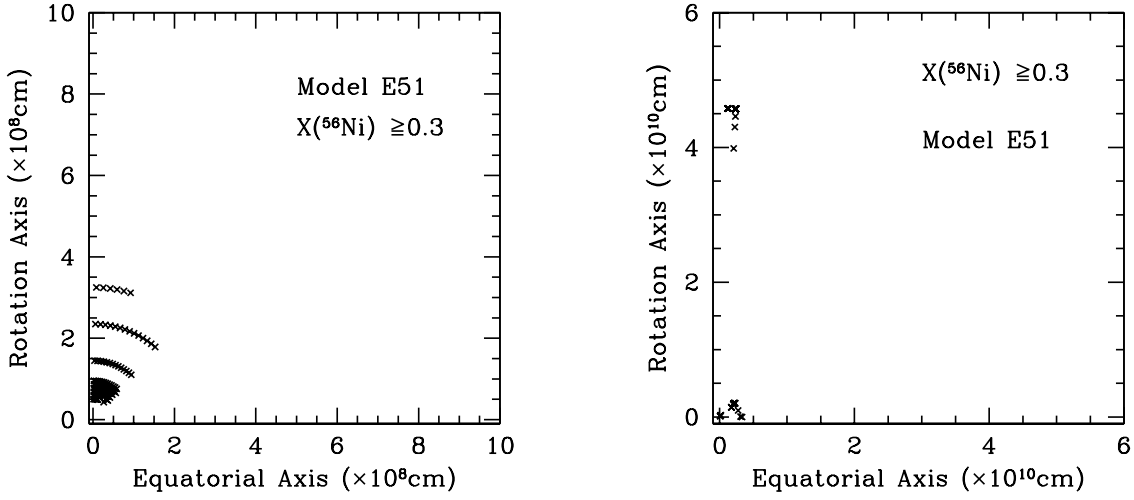 10
8
6
4
2
0
Rotation Axis (×10⁸cm)
Model E51
X(⁵⁶Ni) ≧0.3
0 2 4 6 8 10
Equatorial Axis (×10⁸cm)
6
4
2
0
Rotation Axis (×10¹⁰cm)
X(⁵⁶Ni) ≧0.3
Model E51
0 2 4 6
Equatorial Axis (×10¹⁰cm)